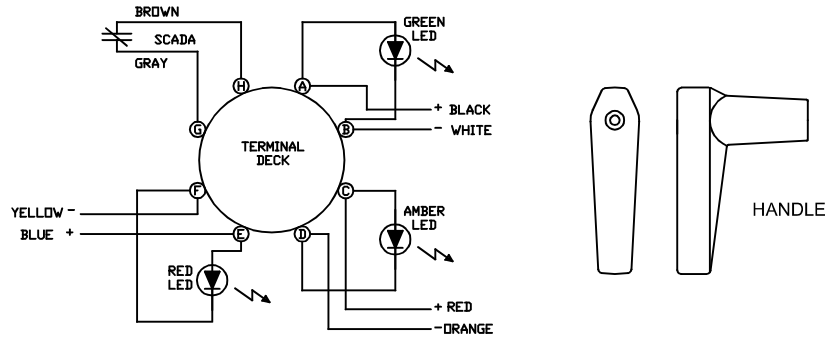 BROWN
SCADA
GRAY
GREEN
LED
H
A
+ BLACK
G
B
- WHITE
TERMINAL
DECK
F
C
YELLOW -
BLUE +
E
D
AMBER
LED
RED
LED
+ RED
-ORANGE
HANDLE